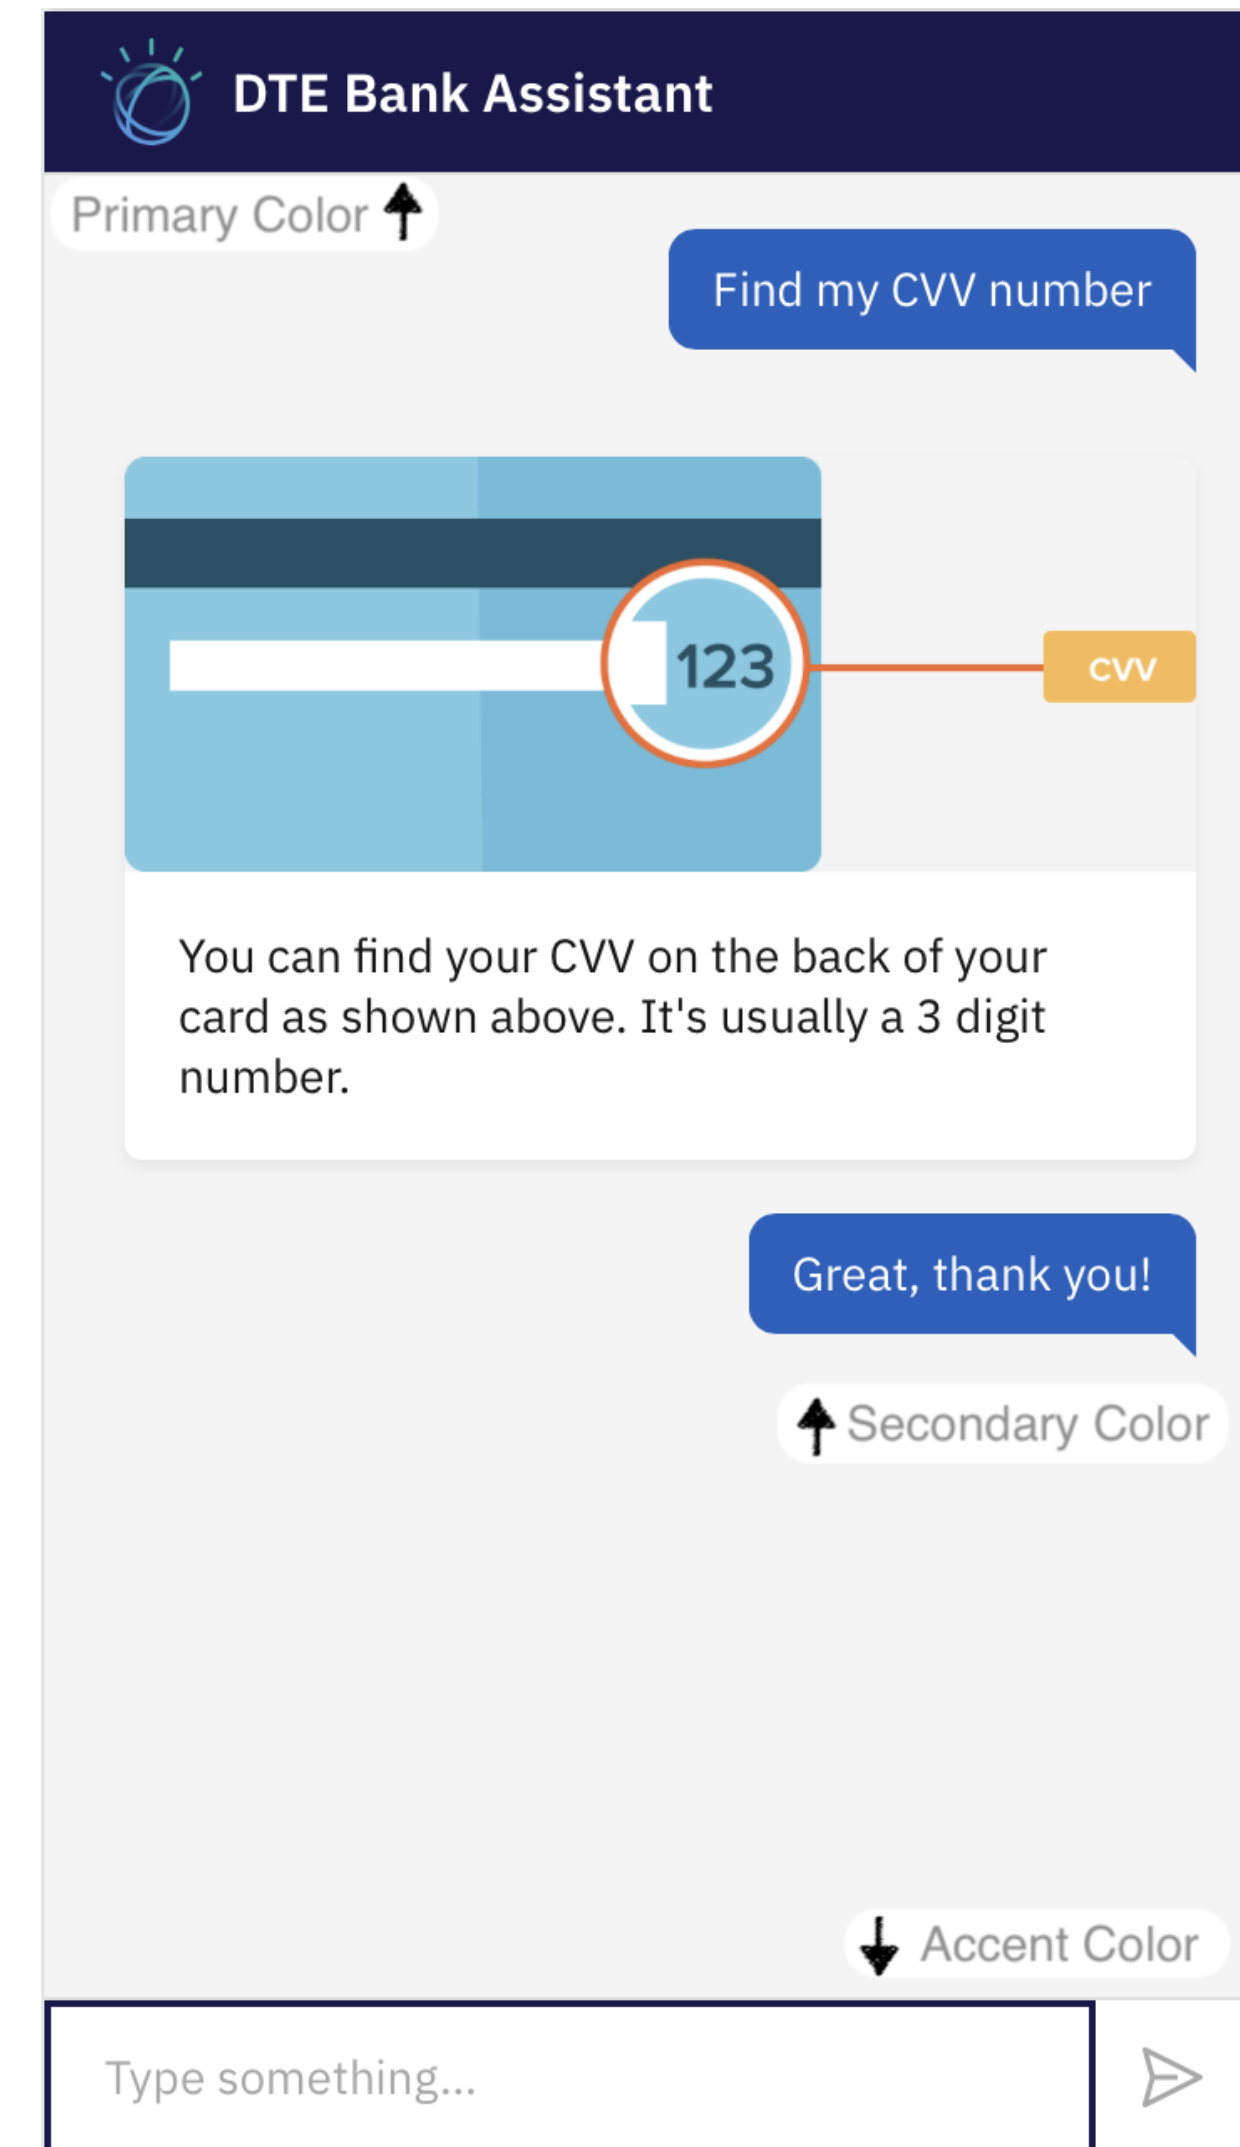 DTE Bank Assistant
Primary Color
Find my CVV number
123
CVV
You can find your CVV on the back of your
card as shown above. It's usually a 3 digit
number.
Great, thank you!
Secondary Color
Accent Color
Type something...